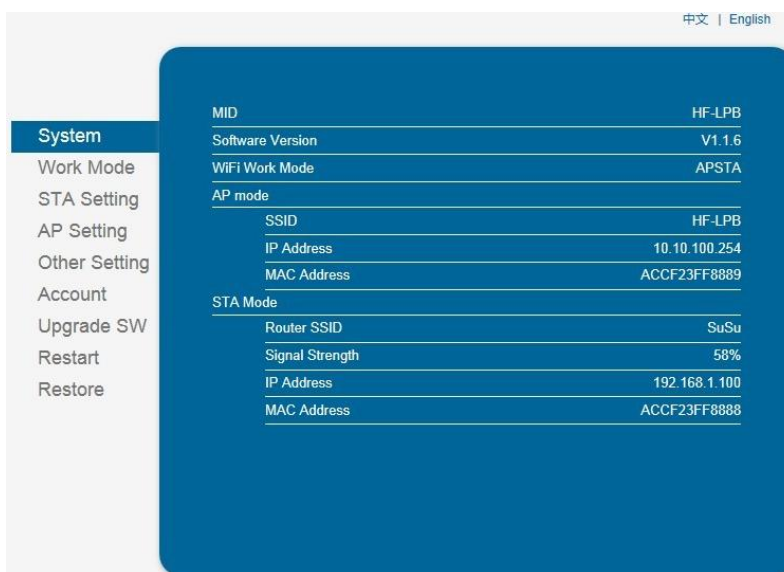 中文 | English
System
Work Mode
STA Setting
AP Setting
Other Setting
Account
Upgrade SW
Restart
Restore
MID HF-LPB
Software Version V1.1.6
WiFi Work Mode APSTA
AP mode
SSID HF-LPB
IP Address 10.10.100.254
MAC Address ACCF23FF8889
STA Mode
Router SSID SuSu
Signal Strength 58%
IP Address 192.168.1.100
MAC Address ACCF23FF8888